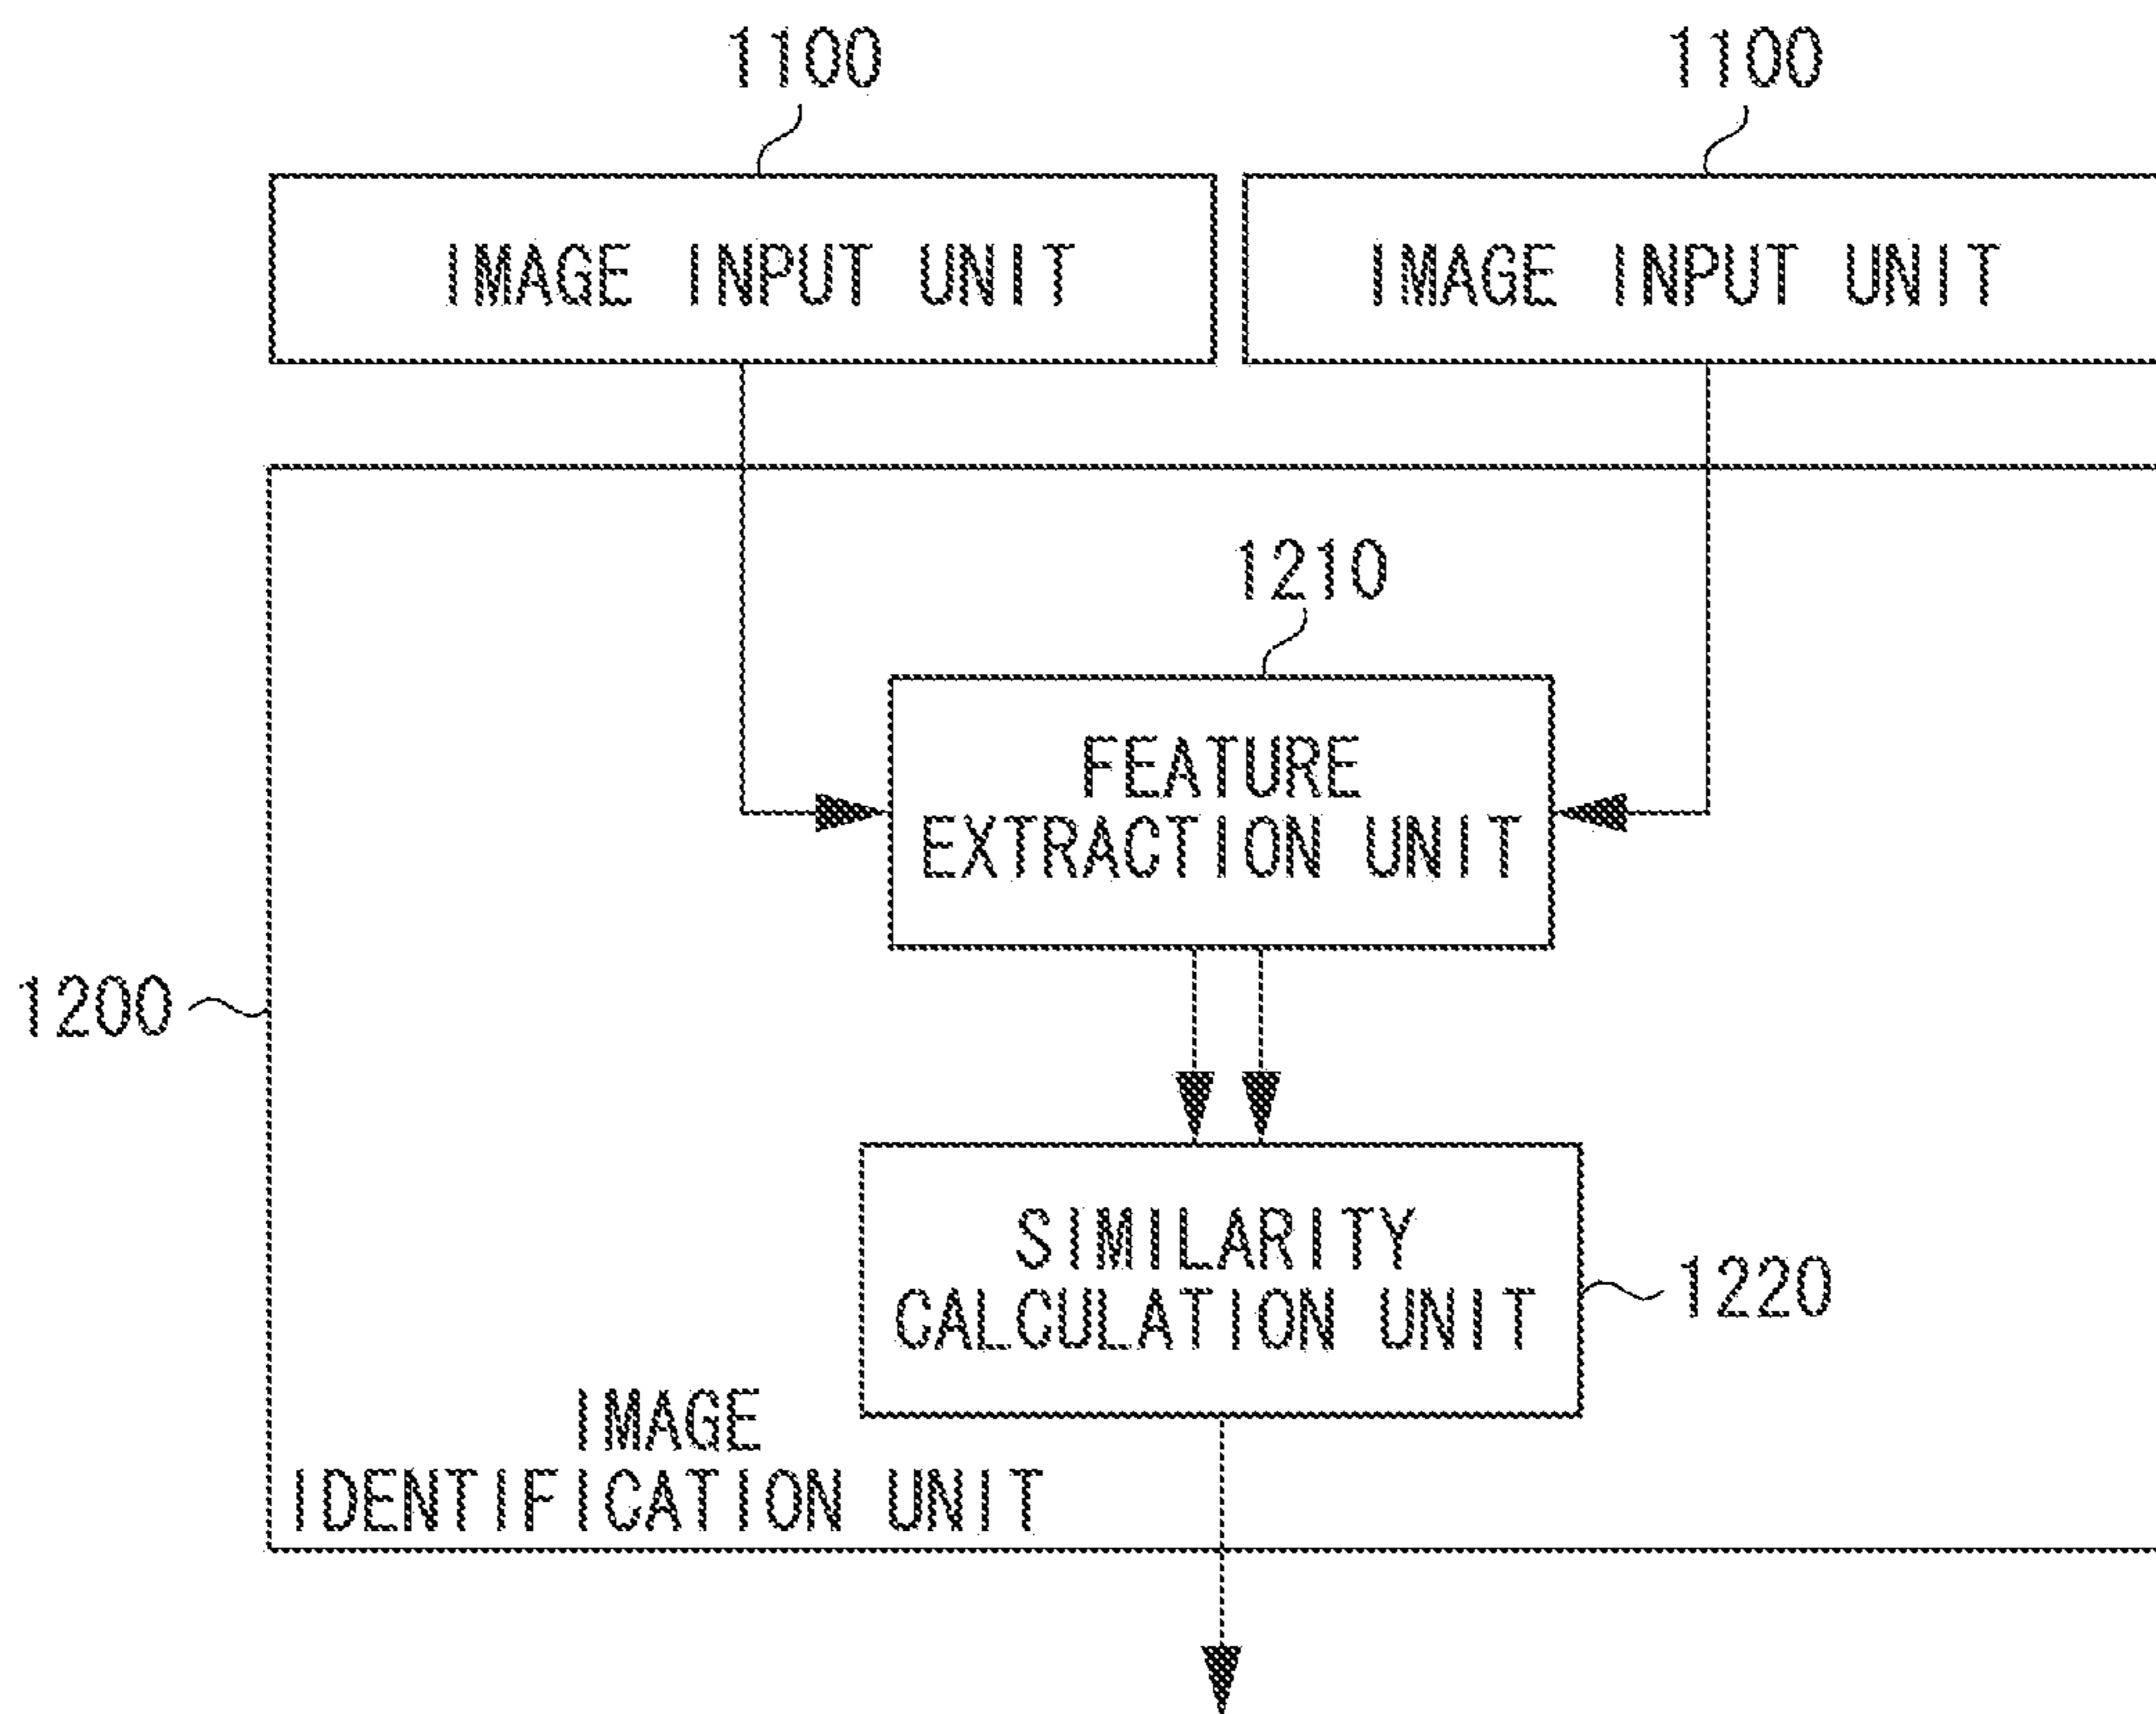 1100
1100
IMAGE INPUT UNIT
IMAGE INPUT UNIT
1210
FEATURE
EXTRACTION UNIT
1200
SIMILARITY
CALCULATION UNIT
1220
IMAGE
IDENTIFICATION UNIT